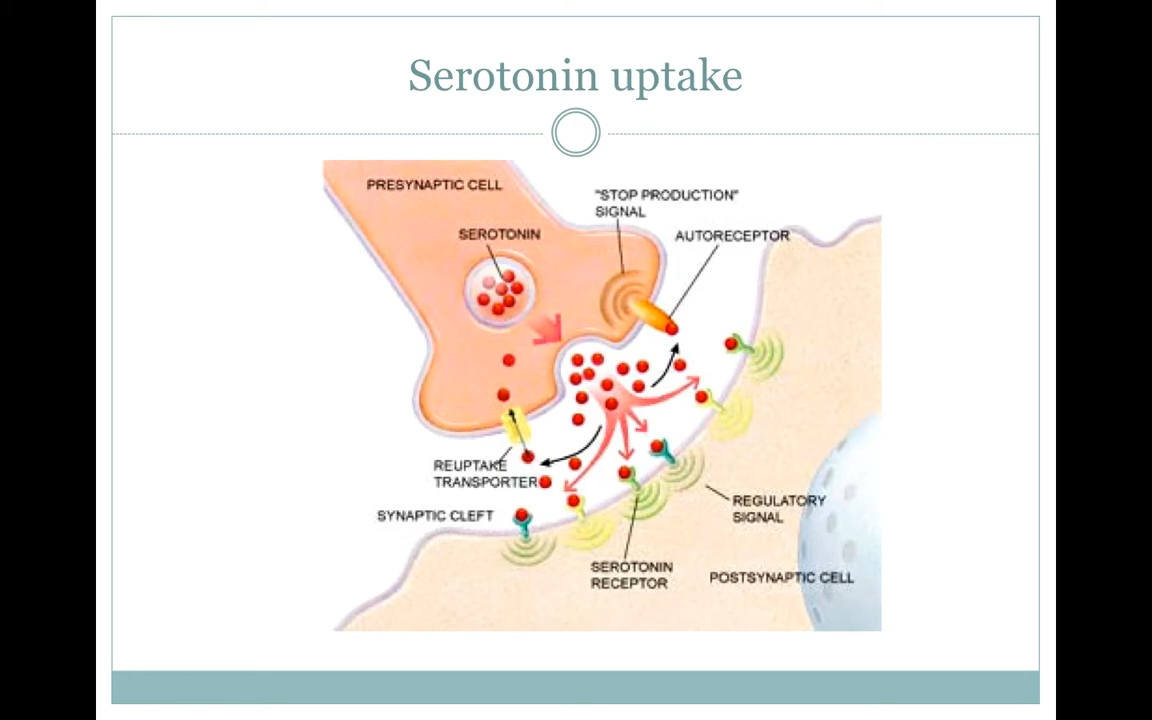 Serotonin uptake
PRESYNAPTIC CELL
"STOP PRODUCTION"
SIGNAL
SEROTONIN
AUTORECEPTOR
REUPTAKE
TRANSPORTER
SYNAPTIC CLEFT
REGULATORY
SIGNAL
SEROTONIN
RECEPTOR
POSTSYNAPTIC CELL